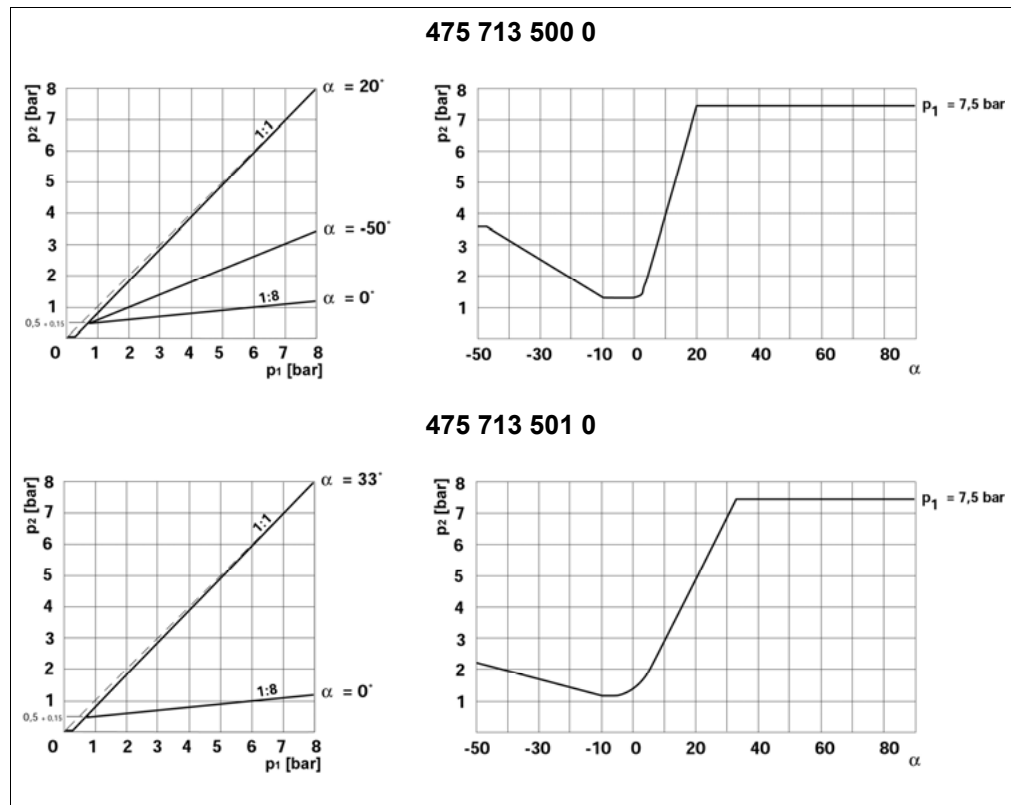 475 713 500 0
p2 [bar]
8
7
6
5
4
3
2
1
0,5 + 0,15
0
1 2 3 4 5 6 7 8
p1 [bar]
1:1
1:8
α = 20°
α = -50°
α = 0°
8
7
6
5
4
3
2
1
p2 [bar]
-50 -30 -10 0 20 40 60 80
α
p1 = 7,5 bar
475 713 501 0
p2 [bar]
8
7
6
5
4
3
2
1
0,5 + 0,15
0
1 2 3 4 5 6 7 8
p1 [bar]
1:1
1:8
α = 33°
α = 0°
8
7
6
5
4
3
2
1
p2 [bar]
-50 -30 -10 0 20 40 60 80
α
p1 = 7,5 bar